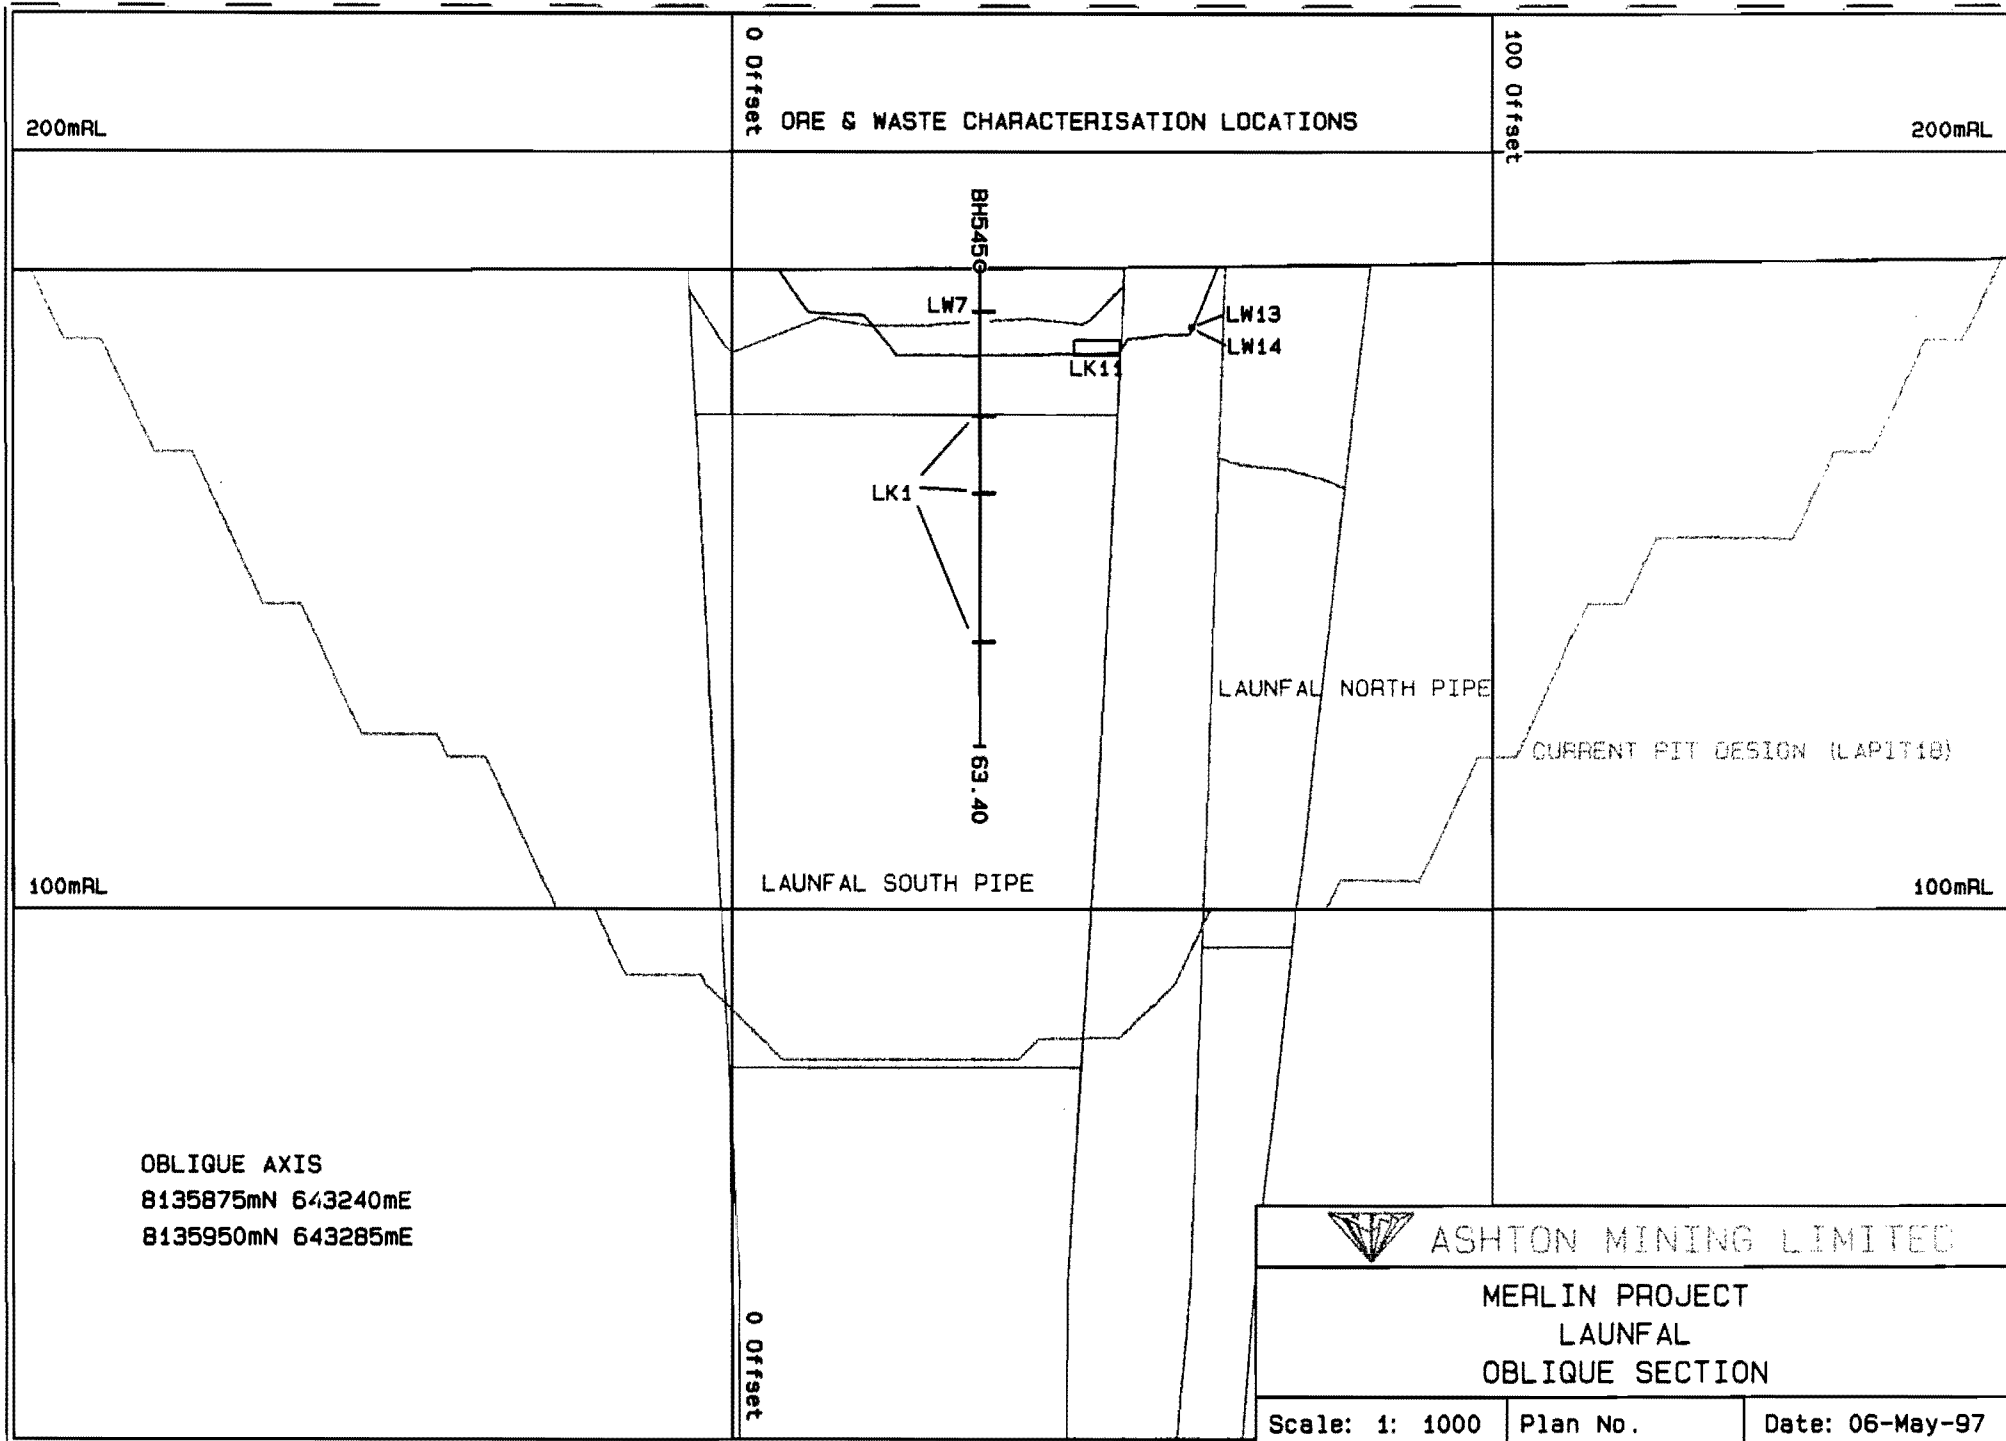 0 Offset
100 Offset
ORE & WASTE CHARACTERISATION LOCATIONS
200mRL
200mRL
BH545
LW7
LW13
LW14
LK11
LK1
LAUNFAL NORTH PIPE
CURRENT PIT DESIGN (LAPIT18)
63.40
LAUNFAL SOUTH PIPE
100mRL
100mRL
OBLIQUE AXIS
8135875mN 643240mE
8135950mN 643285mE
0 Offset
ASHTON MINING LIMITED
MERLIN PROJECT
LAUNFAL
OBLIQUE SECTION
Scale: 1: 1000
Plan No.
Date: 06-May-97